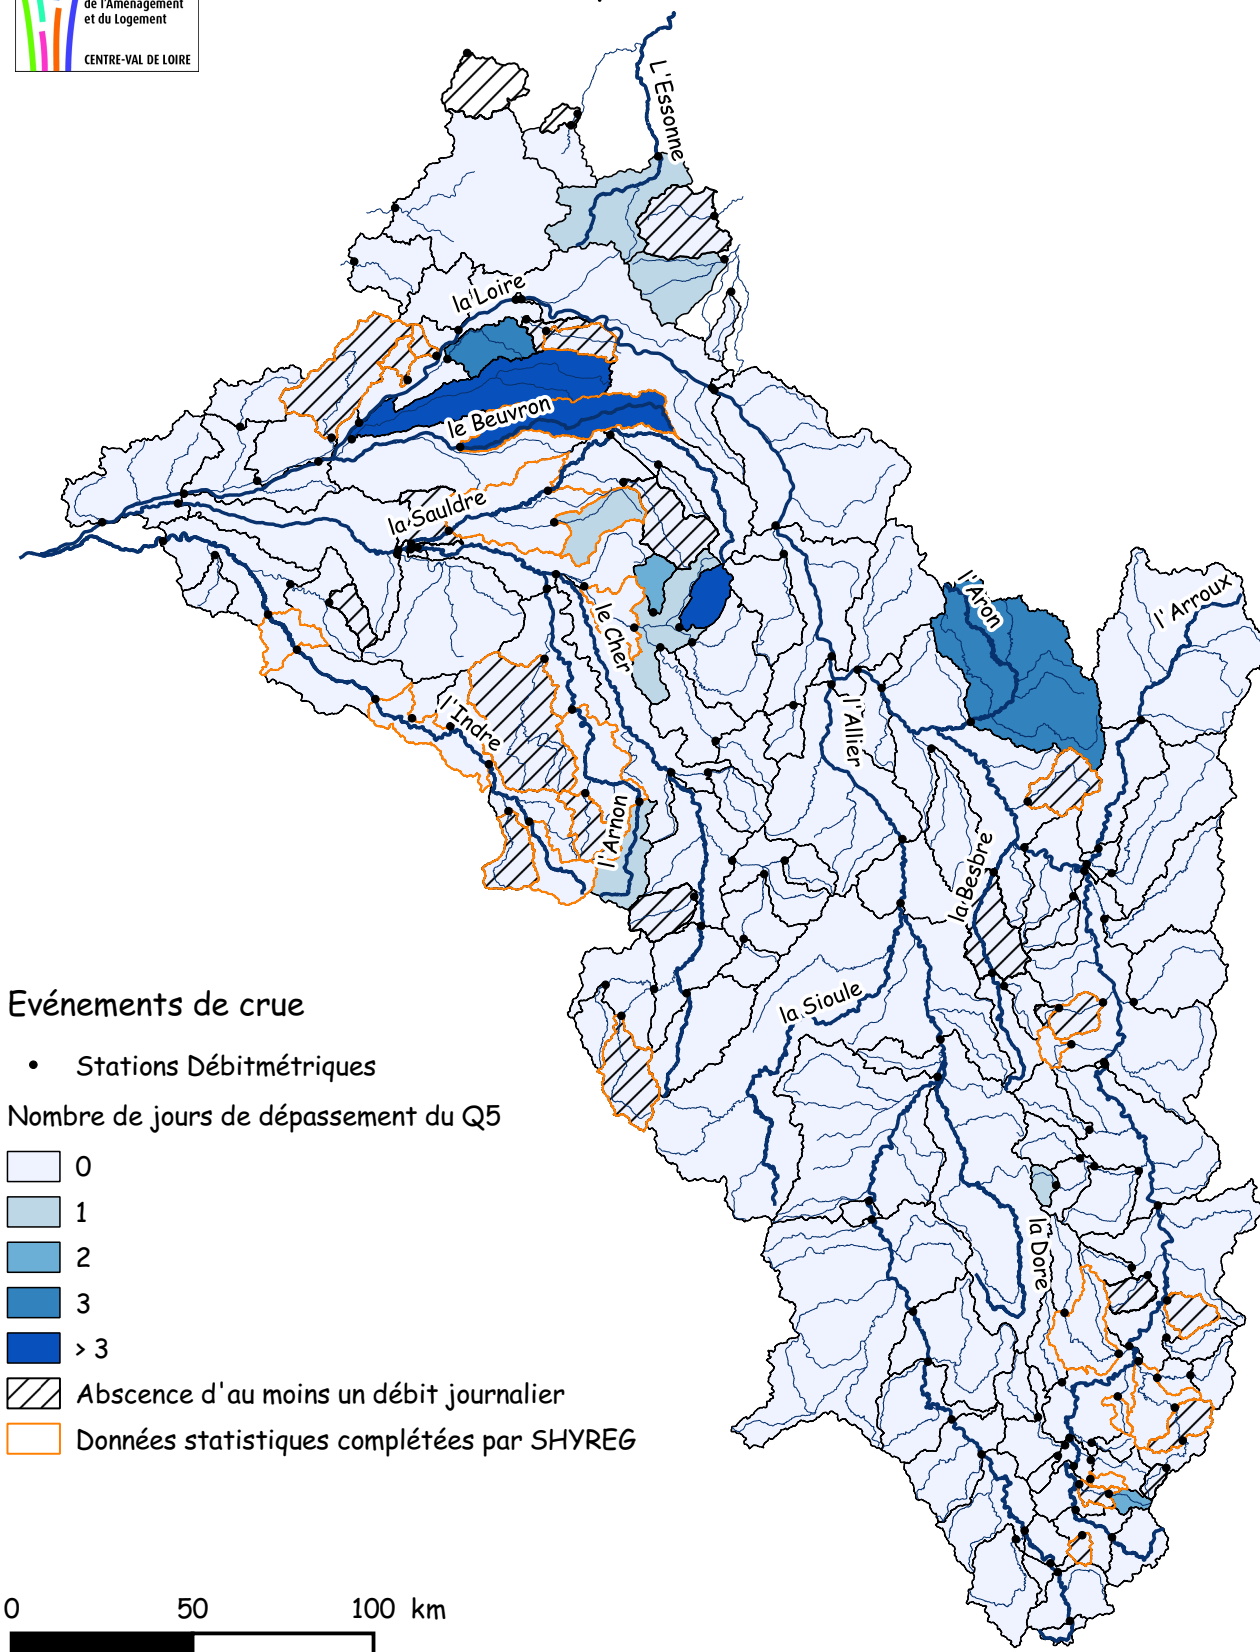 de l'Aménagement
et du Logement
CENTRE-VAL DE LOIRE
L'Essonne
la Loire
le Beuvron
la Sauldre
l'Aron
l' Arroux
le Cher
l'Indre
l'Allier
l'Arnon
la Besbre
la Sioule
la Dore
Evénements de crue
Stations Débitmétriques
Nombre de jours de dépassement du Q5
0
1
2
3
> 3
Abscence d'au moins un débit journalier
Données statistiques complétées par SHYREG
0 50 100 km